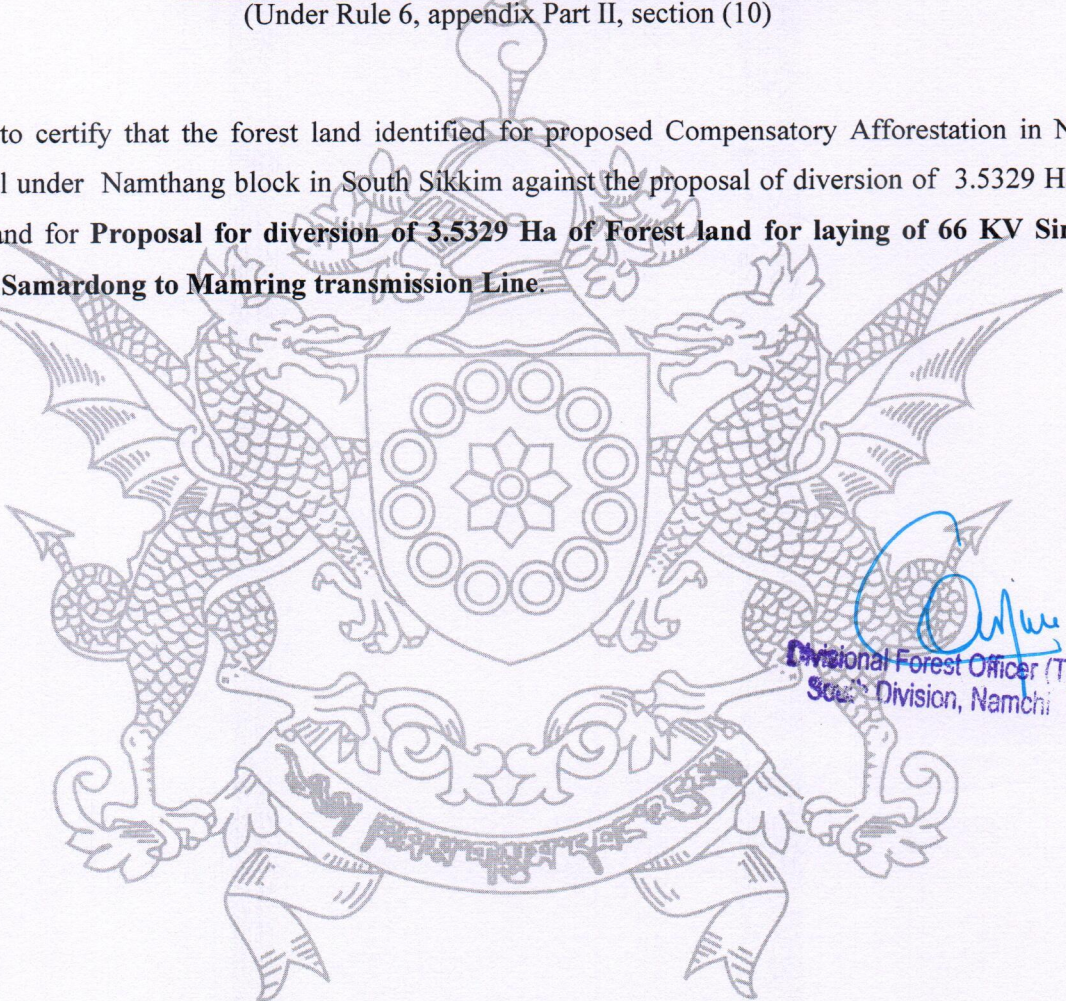 (Under Rule 6, appendix Part II, section (10)
to certify that the forest land identified for proposed Compensatory Afforestation in N
l under Namthang block in South Sikkim against the proposal of diversion of 3.5329 H
and for Proposal for diversion of 3.5329 Ha of Forest land for laying of 66 KV Sin
Samardong to Mamring transmission Line.
Divisional Forest Officer (T
South Division, Namchi